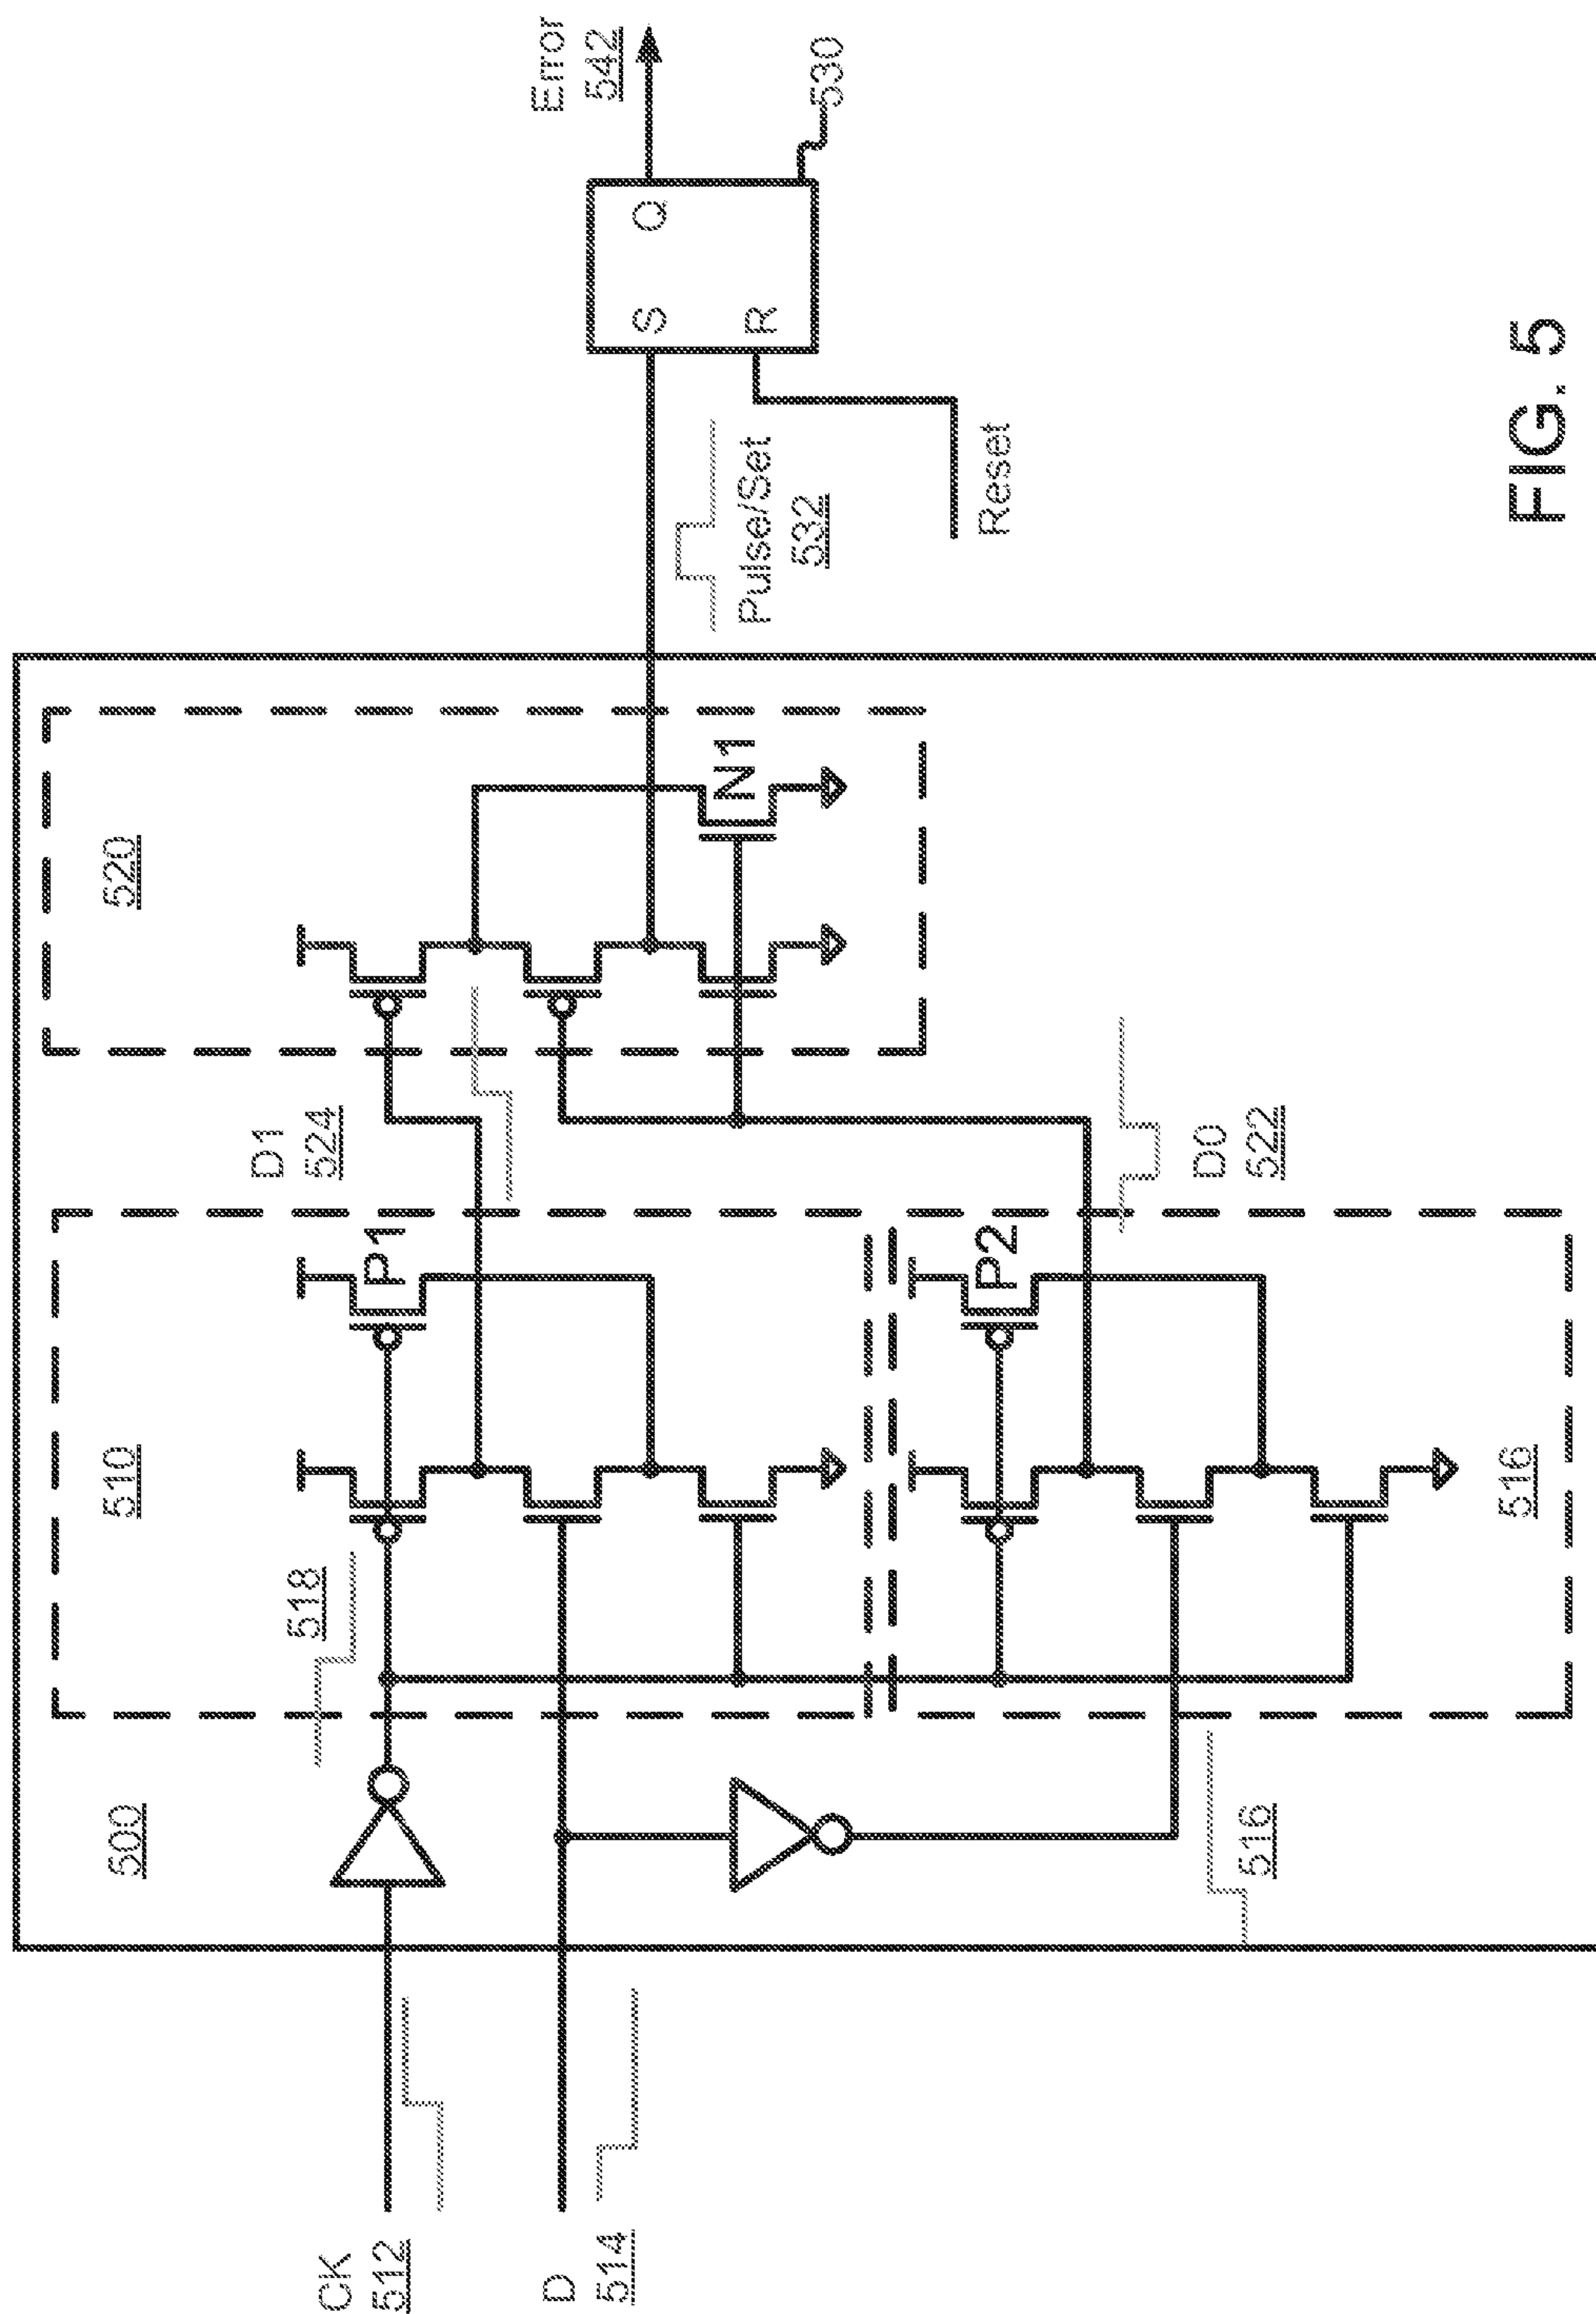 CK
512
D
514
500
516
518
510
P1
P2
516
D1
524
D0
522
520
N1
Pulse/Set
532
Reset
S
R
Q
530
Error
542
FIG. 5